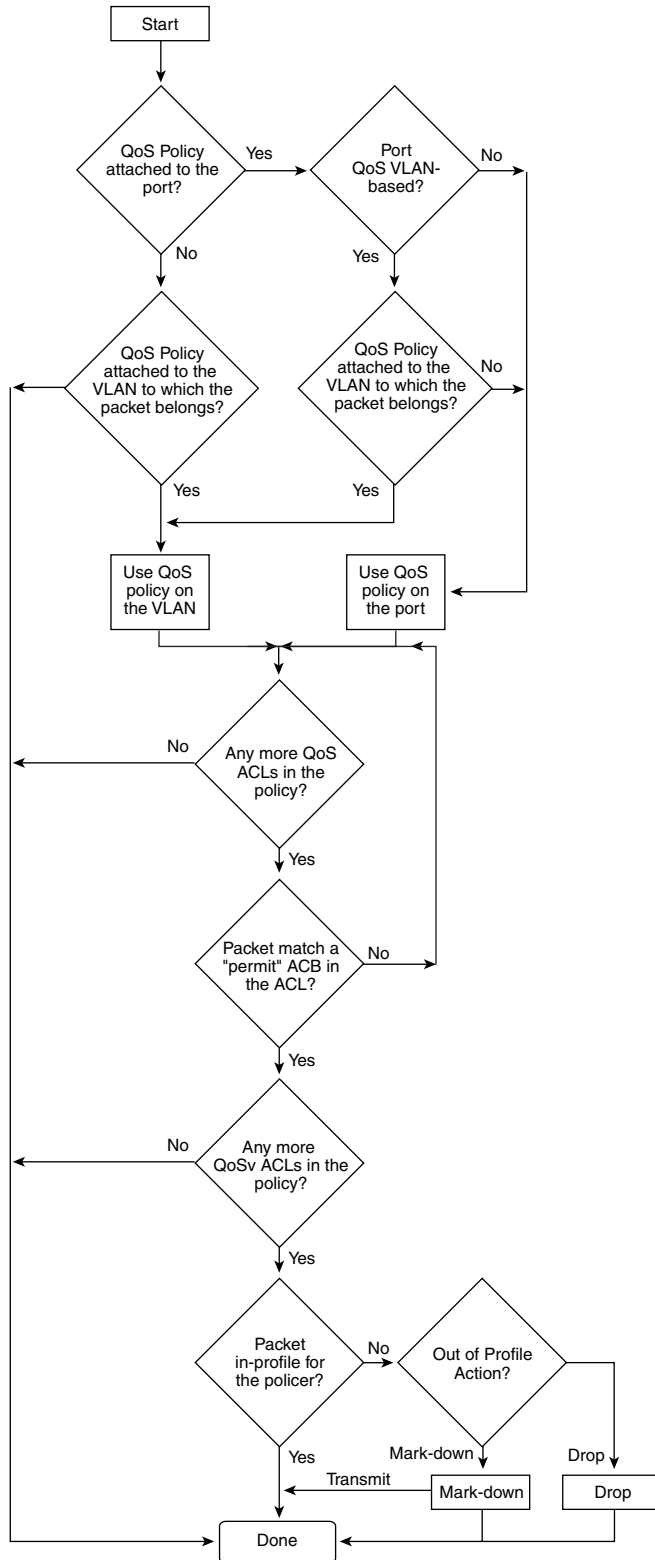 Start
QoS Policy
attached to the
port?
Yes
Port
QoS VLAN-
based?
No
No
Yes
QoS Policy
attached to the
VLAN to which the
packet belongs?
QoS Policy
attached to the
VLAN to which the
packet belongs?
No
Yes
Yes
Use QoS
policy on
the VLAN
Use QoS
policy on
the port
No
Any more QoS
ACLs in the
policy?
Yes
Packet match a
"permit" ACB in
the ACL?
No
Yes
No
Any more
QoSv ACLs in the
policy?
Yes
Packet
in-profile for
the policer?
No
Out of Profile
Action?
Yes
Mark-down
Drop
Transmit
Mark-down
Drop
Done